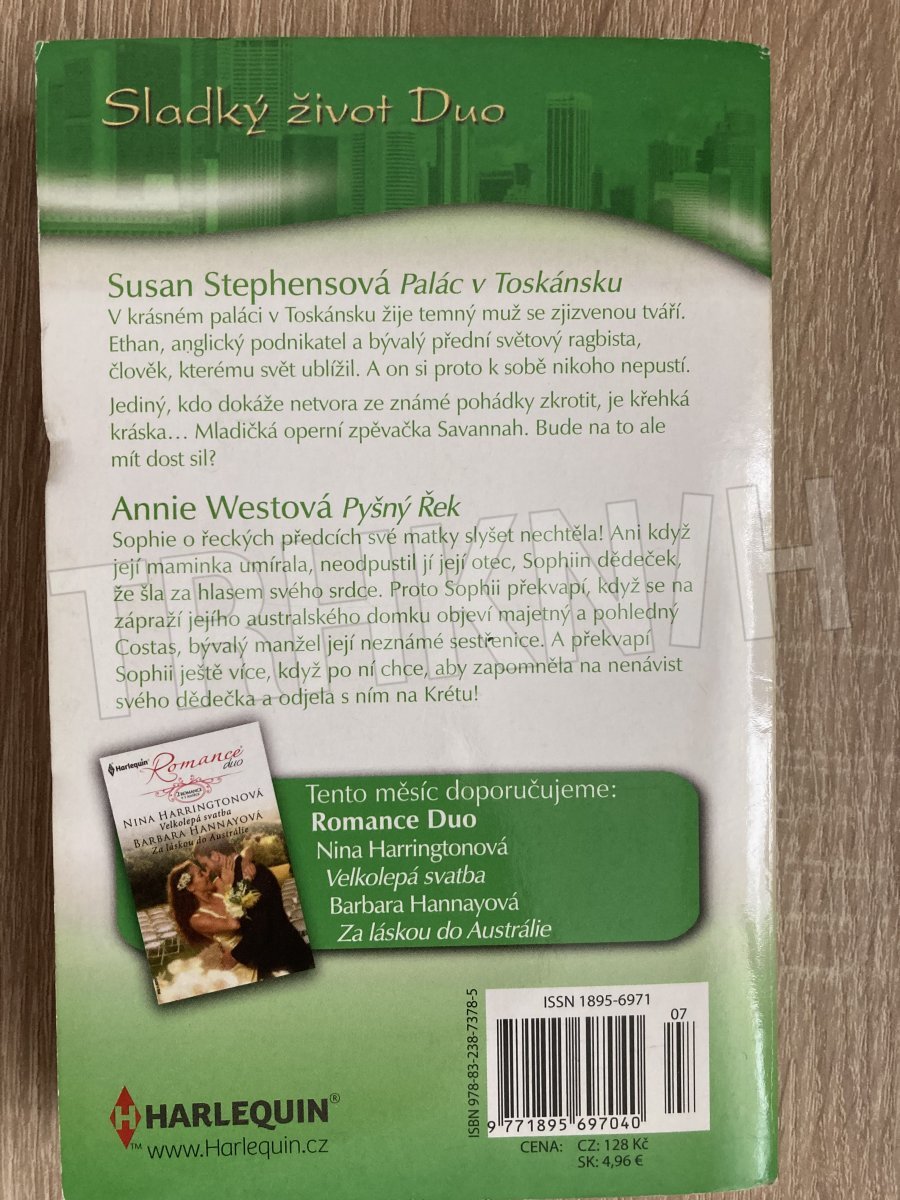 Sladký život Duo
Susan Stephensová Palác v Toskánsku
V krásném paláci v Toskánsku žije temný muž se zjizvenou tváří.
Ethan, anglický podnikatel a bývalý přední světový ragbista,
člověk, kterému svět ublížil. A on si proto k sobě nikoho nepustí.
Jediný, kdo dokáže netvora ze známé pohádky zkrotit, je křehká
kráska... Mladičká operní zpěvačka Savannah. Bude na to ale
mít dost sil?
Annie Westová Pyšný Řek
Sophie o řeckých předcích své matky slyšet nechtěla! Ani když
její maminka umírala, neodpustil jí její otec, Sophiin dědeček,
že šla za hlasem svého srdce. Proto Sophii překvapí, když se na
zápraží jejího australského domku objeví majetný a pohledný
Costas, bývalý manžel její neznámé sestřenice. A překvapí
Sophii ještě více, když po ní chce, aby zapomněla na nenávist
svého dědečka a odjela s ním na Krétu!
TRHKNIH
Harlequin
Romance
duo
2 ROMANCE
NINA HARRINGTONOVÁ
Velkolepá svatba
BARBARA HANNAYOVÁ
Za láskou do Austrálie
Tento měsíc doporučujeme:
Romance Duo
Nina Harringtonová
Velkolepá svatba
Barbara Hannayová
Za láskou do Austrálie
ISBN 978-83-238-7378-5
ISSN 1895-6971
07
9 771895 697040
CENA: CZ: 128 Kč
SK: 4,96 €
H HARLEQUIN®
™ www.Harlequin.cz